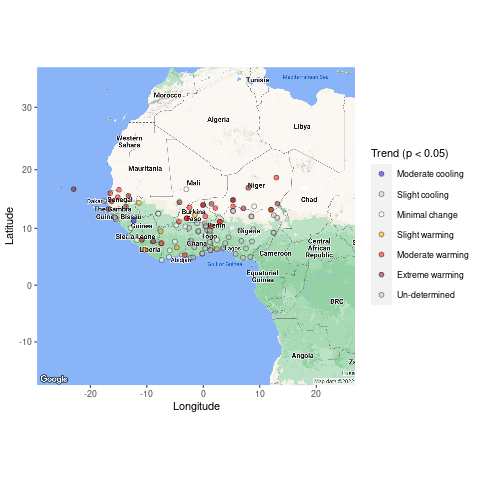 Mediterranean Sea
Tunisia
Morocco
Algeria
Libya
Western
Sahara
Mauritania
Mali
Niger
Chad
Dakar
Senegal
The Gambia
Guinea-Bissau
Burkina
Faso
Benin
Guinea
Sierra Leone
Togo
Nigeria
Ghana
Lagos
Liberia
Abidjan
Gulf of Guinea
Cameroon
Central
African
Republic
Equatorial
Guinea
DRC
Angola
Google
Map data ©2022
30
20
10
0
-10
Latitude
-20
-10
0
10
20
Longitude
Trend (p < 0.05)
Moderate cooling
Slight cooling
Minimal change
Slight warming
Moderate warming
Extreme warming
Un-determined